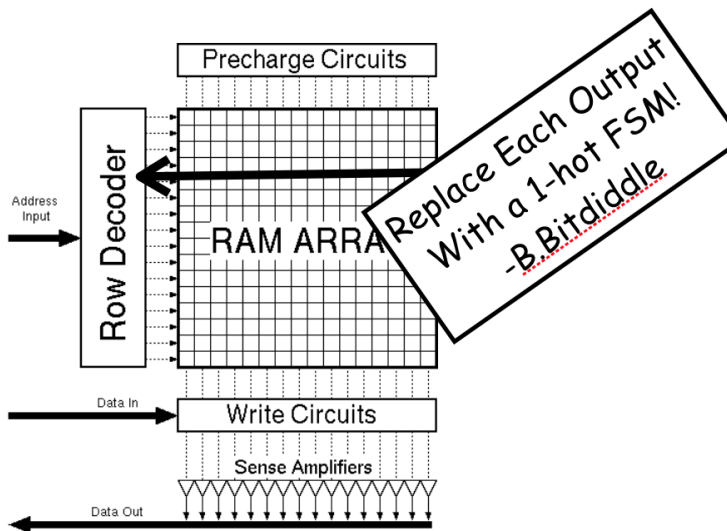 Precharge Circuits
Replace Each Output
With a 1-hot FSM!
-B.Bitdiddle
Address
Input
Row Decoder
RAM ARRA
Data In
Write Circuits
Sense Amplifiers
Data Out